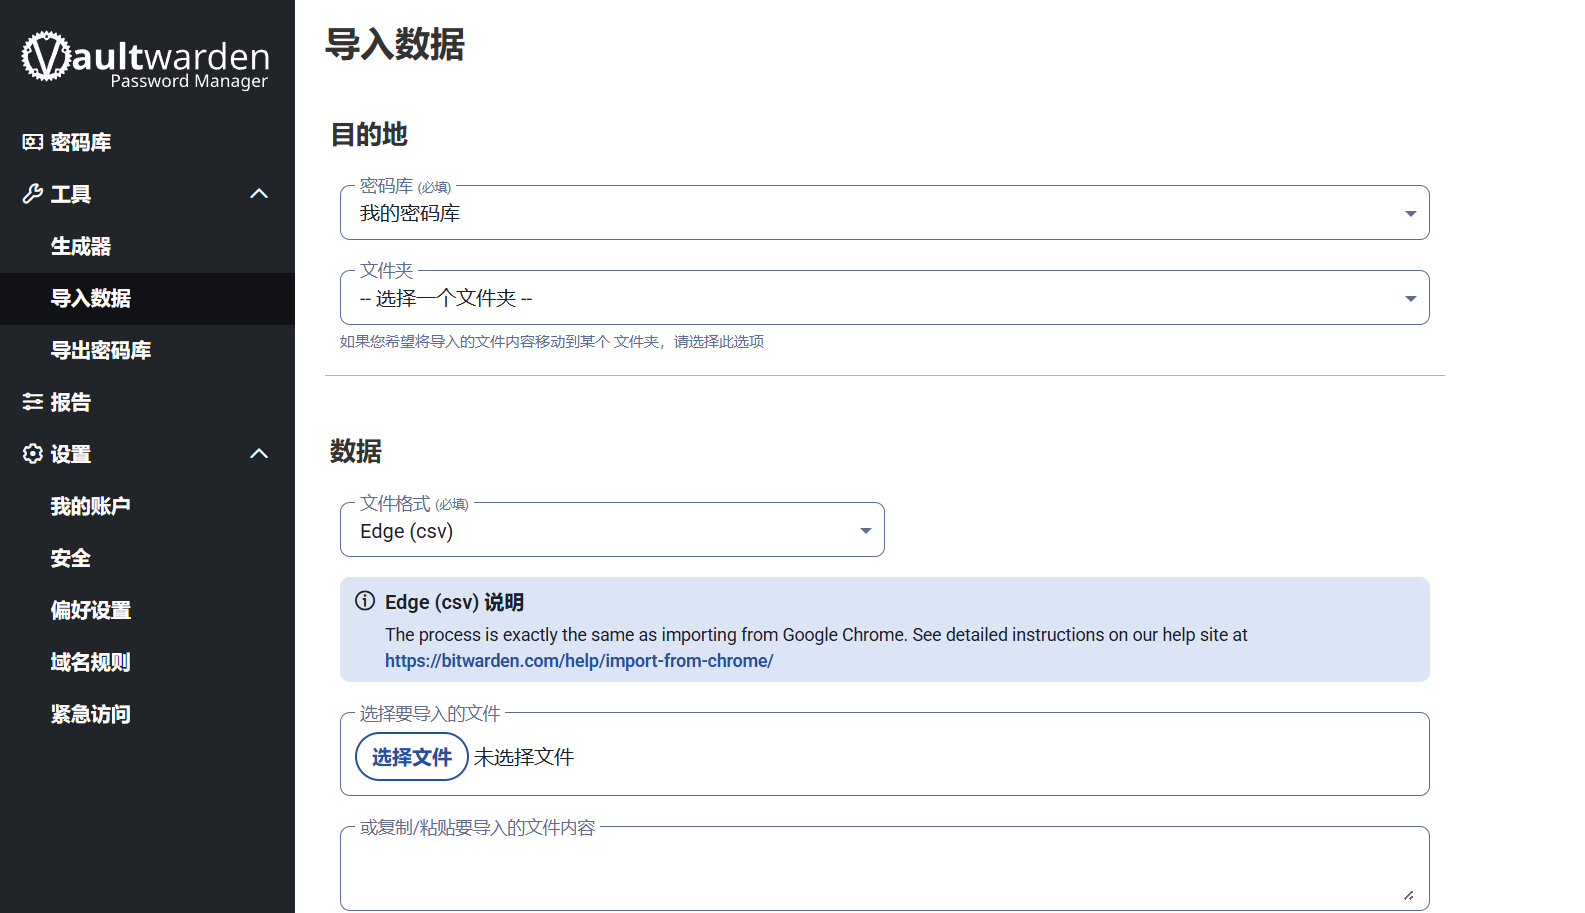 Vaultwarden
Password Manager
密码库
工具
生成器
导入数据
导出密码库
报告
设置
我的账户
安全
偏好设置
域名规则
紧急访问
导入数据
目的地
密码库 (必填)
我的密码库
文件夹
-- 选择一个文件夹 --
如果您希望将导入的文件内容移动到某个 文件夹，请选择此选项
数据
文件格式 (必填)
Edge (csv)
Edge (csv) 说明
The process is exactly the same as importing from Google Chrome. See detailed instructions on our help site at
https://bitwarden.com/help/import-from-chrome/
选择要导入的文件
选择文件 未选择文件
或复制/粘贴要导入的文件内容